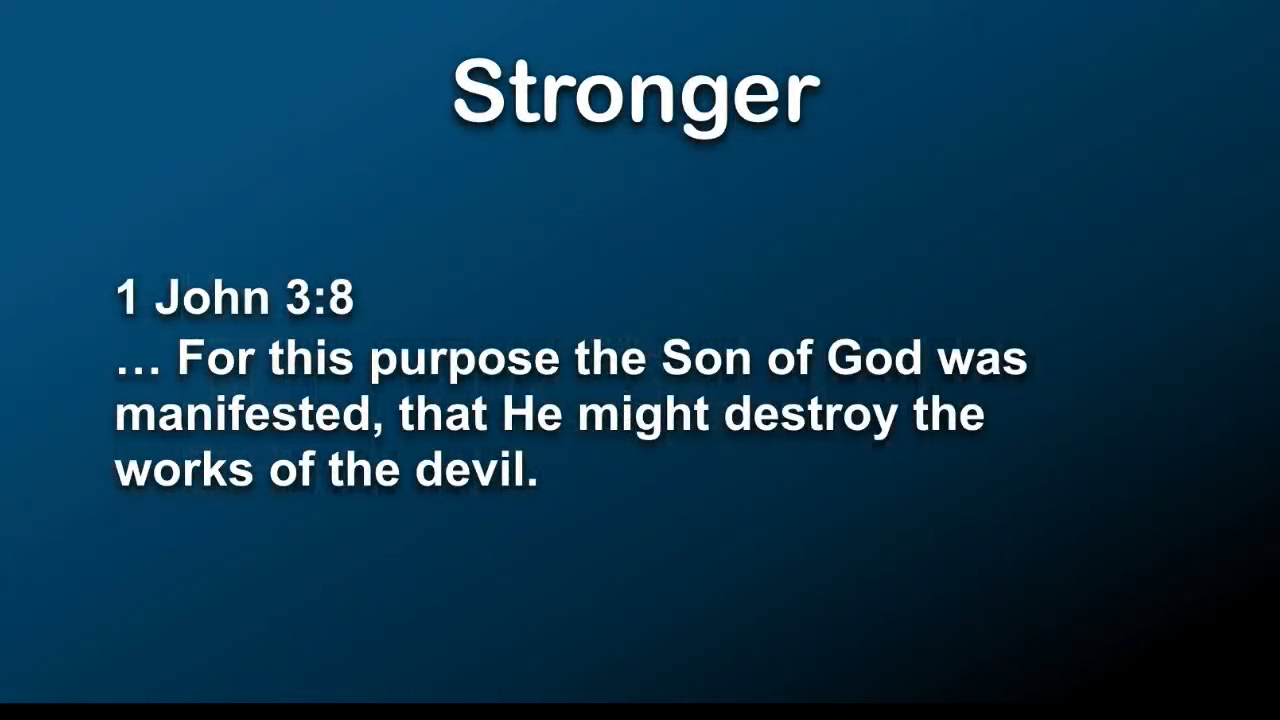 Stronger
1 John 3:8
… For this purpose the Son of God was
manifested, that He might destroy the
works of the devil.